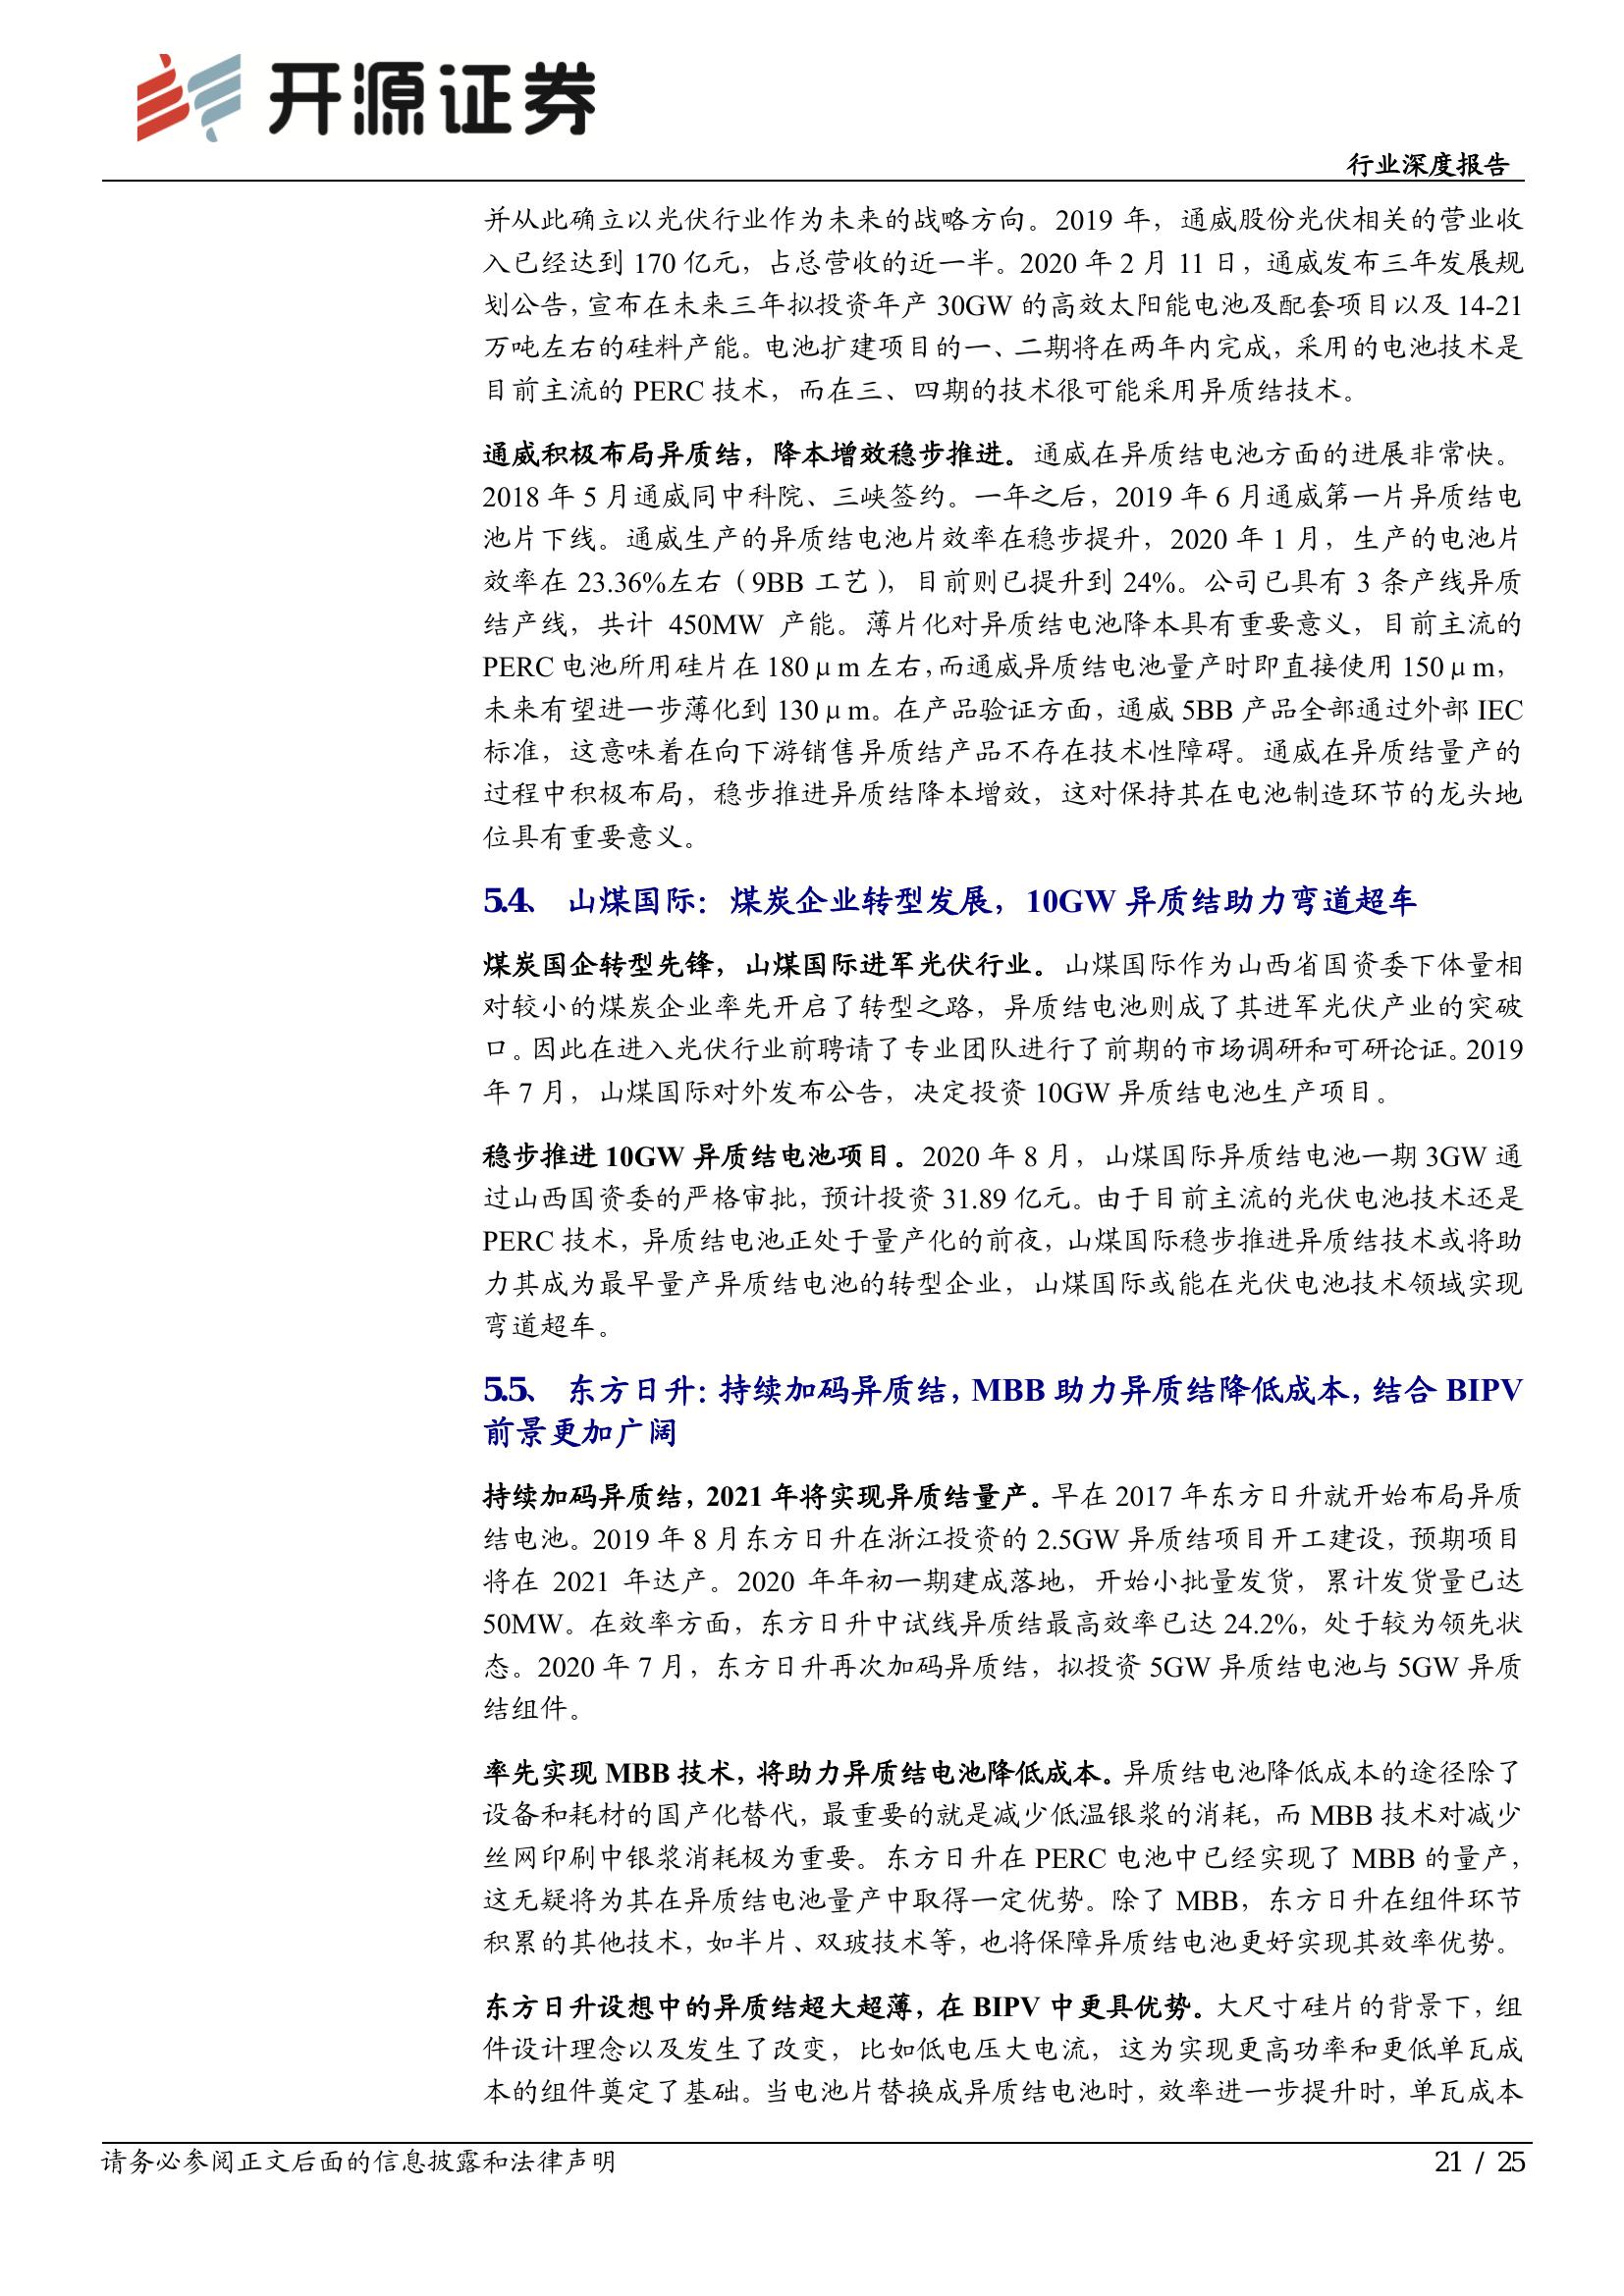 开源证券
行业深度报告
并从此确立以光伏行业作为未来的战略方向。2019 年，通威股份光伏相关的营业收
入已经达到 170 亿元，占总营收的近一半。2020 年 2 月 11 日，通威发布三年发展规
划公告，宣布在未来三年拟投资年产 30GW 的高效太阳能电池及配套项目以及 14-21
万吨左右的硅料产能。电池扩建项目的一、二期将在两年内完成，采用的电池技术是
目前主流的 PERC 技术，而在三、四期的技术很可能采用异质结技术。
通威积极布局异质结，降本增效稳步推进。通威在异质结电池方面的进展非常快。
2018 年 5 月通威同中科院、三峡签约。一年之后，2019 年 6 月通威第一片异质结电
池片下线。通威生产的异质结电池片效率在稳步提升，2020 年 1 月，生产的电池片
效率在 23.36%左右（9BB 工艺），目前则已提升到 24%。公司已具有 3 条产线异质
结产线，共计 450MW 产能。薄片化对异质结电池降本具有重要意义，目前主流的
PERC 电池所用硅片在 180μm 左右，而通威异质结电池量产时即直接使用 150μm，
未来有望进一步薄化到 130μm。在产品验证方面，通威 5BB 产品全部通过外部 IEC
标准，这意味着在向下游销售异质结产品不存在技术性障碍。通威在异质结量产的
过程中积极布局，稳步推进异质结降本增效，这对保持其在电池制造环节的龙头地
位具有重要意义。
5.4、 山煤国际：煤炭企业转型发展，10GW 异质结助力弯道超车
煤炭国企转型先锋，山煤国际进军光伏行业。山煤国际作为山西省国资委下体量相
对较小的煤炭企业率先开启了转型之路，异质结电池则成了其进军光伏产业的突破
口。因此在进入光伏行业前聘请了专业团队进行了前期的市场调研和可研论证。2019
年 7 月，山煤国际对外发布公告，决定投资 10GW 异质结电池生产项目。
稳步推进 10GW 异质结电池项目。2020 年 8 月，山煤国际异质结电池一期 3GW 通
过山西国资委的严格审批，预计投资 31.89 亿元。由于目前主流的光伏电池技术还是
PERC 技术，异质结电池正处于量产化的前夜，山煤国际稳步推进异质结技术或将助
力其成为最早量产异质结电池的转型企业，山煤国际或能在光伏电池技术领域实现
弯道超车。
5.5、 东方日升：持续加码异质结，MBB 助力异质结降低成本，结合 BIPV
前景更加广阔
持续加码异质结，2021 年将实现异质结量产。早在 2017 年东方日升就开始布局异质
结电池。2019 年 8 月东方日升在浙江投资的 2.5GW 异质结项目开工建设，预期项目
将在 2021 年达产。2020 年年初一期建成落地，开始小批量发货，累计发货量已达
50MW。在效率方面，东方日升中试线异质结最高效率已达 24.2%，处于较为领先状
态。2020 年 7 月，东方日升再次加码异质结，拟投资 5GW 异质结电池与 5GW 异质
结组件。
率先实现 MBB 技术，将助力异质结电池降低成本。异质结电池降低成本的途径除了
设备和耗材的国产化替代，最重要的就是减少低温银浆的消耗，而 MBB 技术对减少
丝网印刷中银浆消耗极为重要。东方日升在 PERC 电池中已经实现了 MBB 的量产，
这无疑将为其在异质结电池量产中取得一定优势。除了 MBB，东方日升在组件环节
积累的其他技术，如半片、双玻技术等，也将保障异质结电池更好实现其效率优势。
东方日升设想中的异质结超大超薄，在 BIPV 中更具优势。大尺寸硅片的背景下，组
件设计理念以及发生了改变，比如低电压大电流，这为实现更高功率和更低单瓦成
本的组件奠定了基础。当电池片替换成异质结电池时，效率进一步提升时，单瓦成本
请务必参阅正文后面的信息披露和法律声明
21 / 25